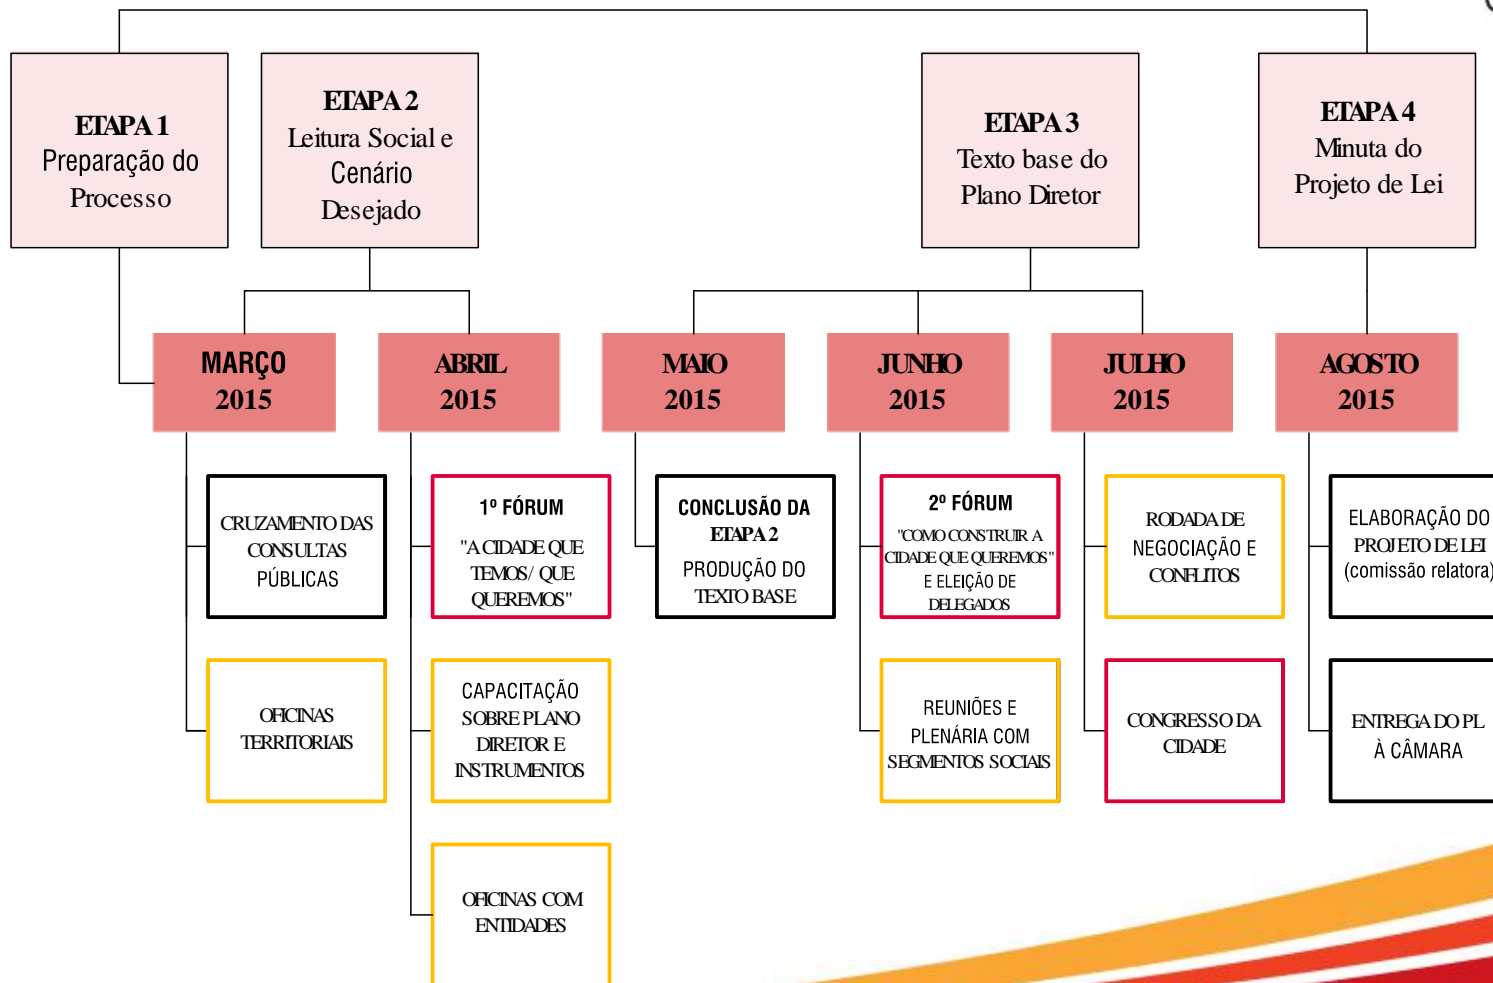 ETAPA 1
Preparação do
Processo
ETAPA 2
Leitura Social e
Cenário
Desejado
ETAPA 3
Texto base do
Plano Diretor
ETAPA 4
Minuta do
Projeto de Lei
MARÇO
2015
ABRIL
2015
MAIO
2015
JUNHO
2015
JULHO
2015
AGOSTO
2015
CRUZAMENTO DAS
CONSULTAS
PÚBLICAS
1º FÓRUM
"A CIDADE QUE
TEMOS/ QUE
QUEREMOS"
CONCLUSÃO DA
ETAPA 2
PRODUÇÃO DO
TEXTO BASE
2º FÓRUM
"COMO CONSTRUIR A
CIDADE QUE QUEREMOS"
E ELEIÇÃO DE
DELEGADOS
RODADA DE
NEGOCIAÇÃO E
CONFLITOS
ELABORAÇÃO DO
PROJETO DE LEI
(comissão relatora)
OFICINAS
TERRITORIAIS
CAPACITAÇÃO
SOBRE PLANO
DIRETOR E
INSTRUMENTOS
REUNIÕES E
PLENÁRIA COM
SEGMENTOS SOCIAIS
CONGRESSO DA
CIDADE
ENTREGA DO PL
À CÂMARA
OFICINAS COM
ENTIDADES